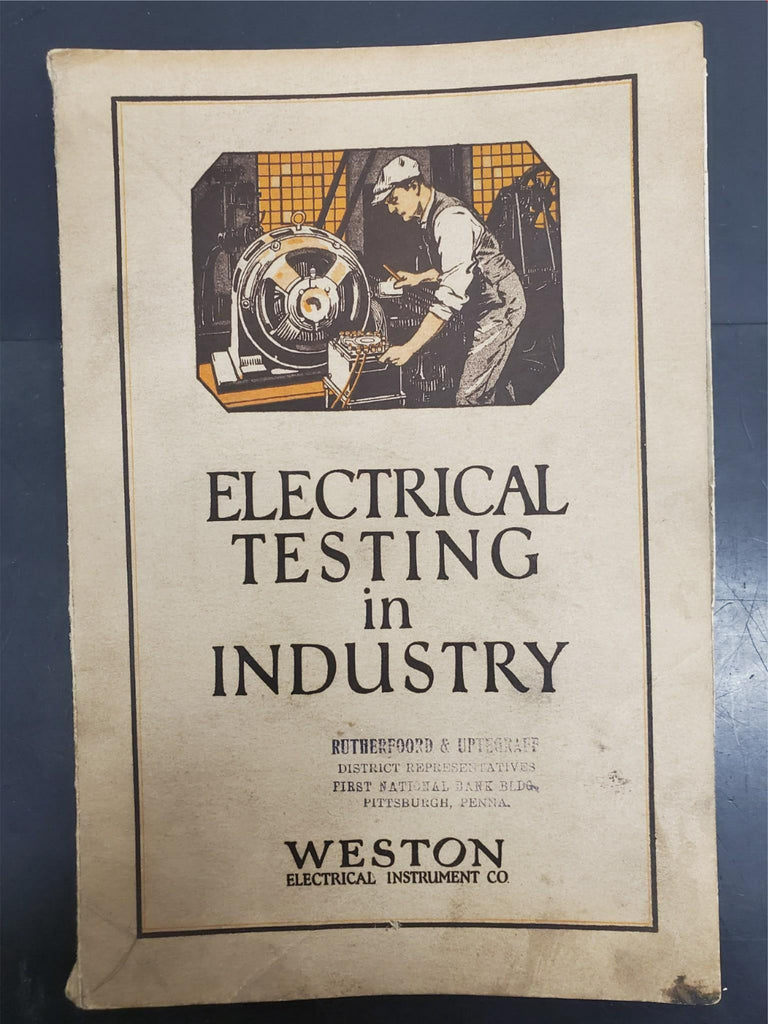 ELECTRICAL
TESTING
in
INDUSTRY
RUTHERFOORD & UPTEGRAFF
DISTRICT REPRESENTATIVES
FIRST NATIONAL BANK BLDG.
PITTSBURGH, PENNA.
WESTON
ELECTRICAL INSTRUMENT CO.